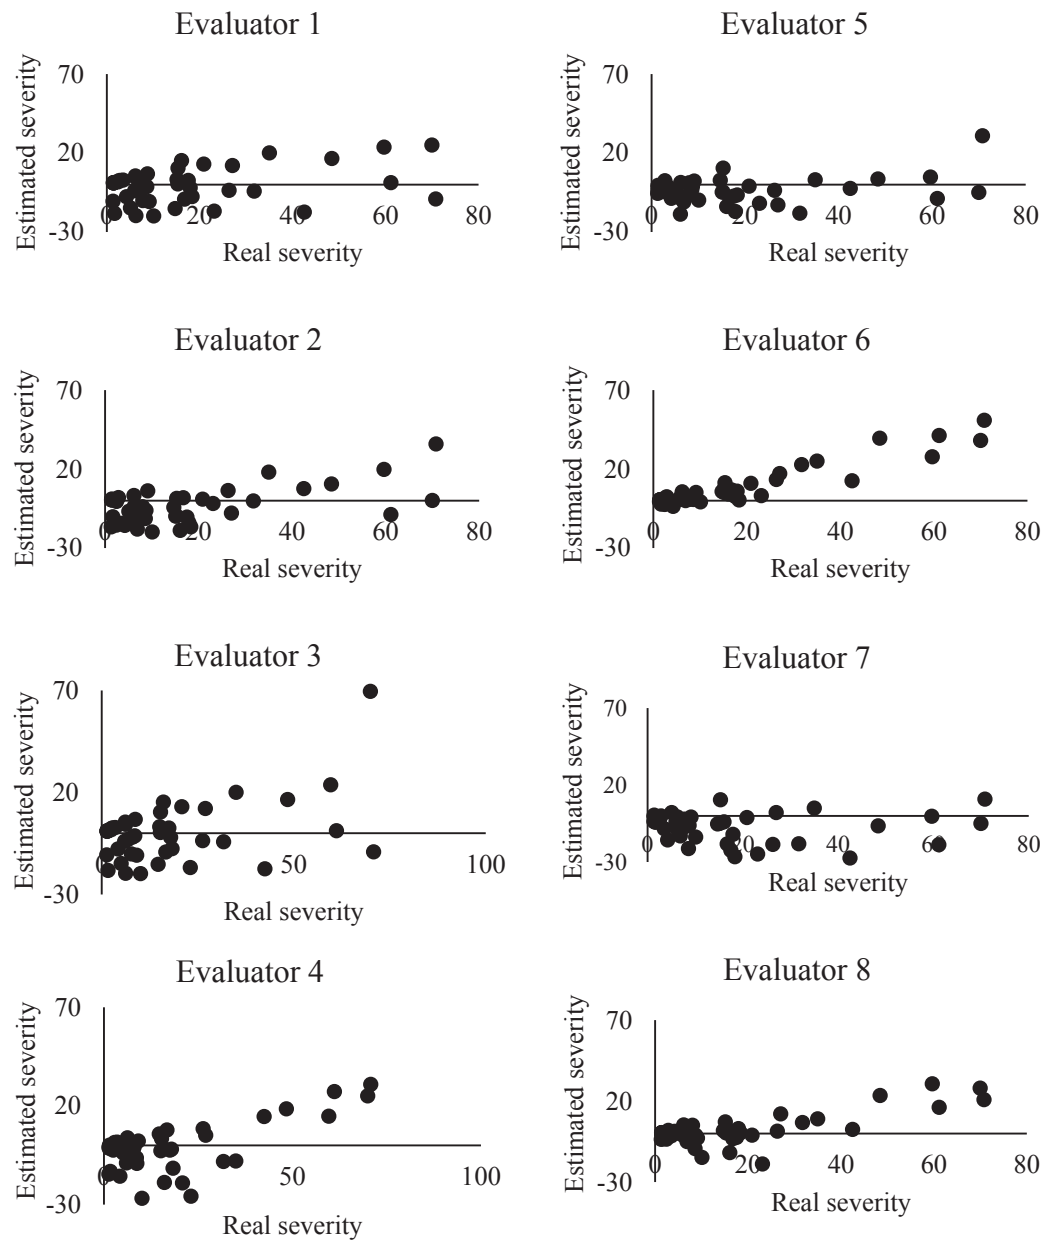 Evaluator 1
Estimated severity
70
20
-30
0 20 40 60 80
Real severity
Evaluator 5
Estimated severity
70
20
-30
0 20 40 60 80
Real severity
Evaluator 2
Estimated severity
70
20
-30
0 20 40 60 80
Real severity
Evaluator 6
Estimated severity
70
20
-30
0 20 40 60 80
Real severity
Evaluator 3
Estimated severity
70
20
-30
0 50 100
Real severity
Evaluator 7
Estimated severity
70
20
-30
0 20 40 60 80
Real severity
Evaluator 4
Estimated severity
70
20
-30
0 50 100
Real severity
Evaluator 8
Estimated severity
70
20
-30
0 20 40 60 80
Real severity